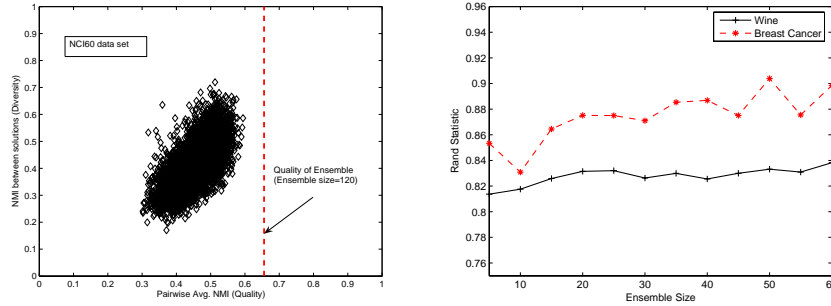 1
0.9
0.8
0.7
0.6
0.5
0.4
0.3
0.2
0.1
0
NMI between solutions (Diversity)
NCI60 data set
Quality of Ensemble
(Ensemble size=120)
0 0.1 0.2 0.3 0.4 0.5 0.6 0.7 0.8 0.9 1
Pairwise Avg. NMI (Quality)
0.96
0.94
0.92
0.9
0.88
0.86
0.84
0.82
0.8
0.78
0.76
Rand Statistic
Wine
Breast Cancer
10 20 30 40 50 60
Ensemble Size